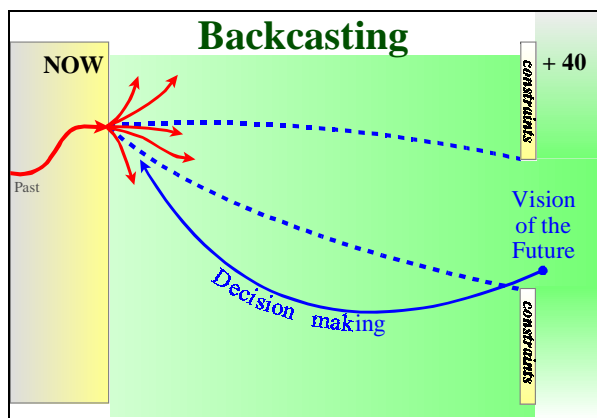 Backcasting
NOW
+ 40
constraints
Past
Vision
of the
Future
Decision making
constraints